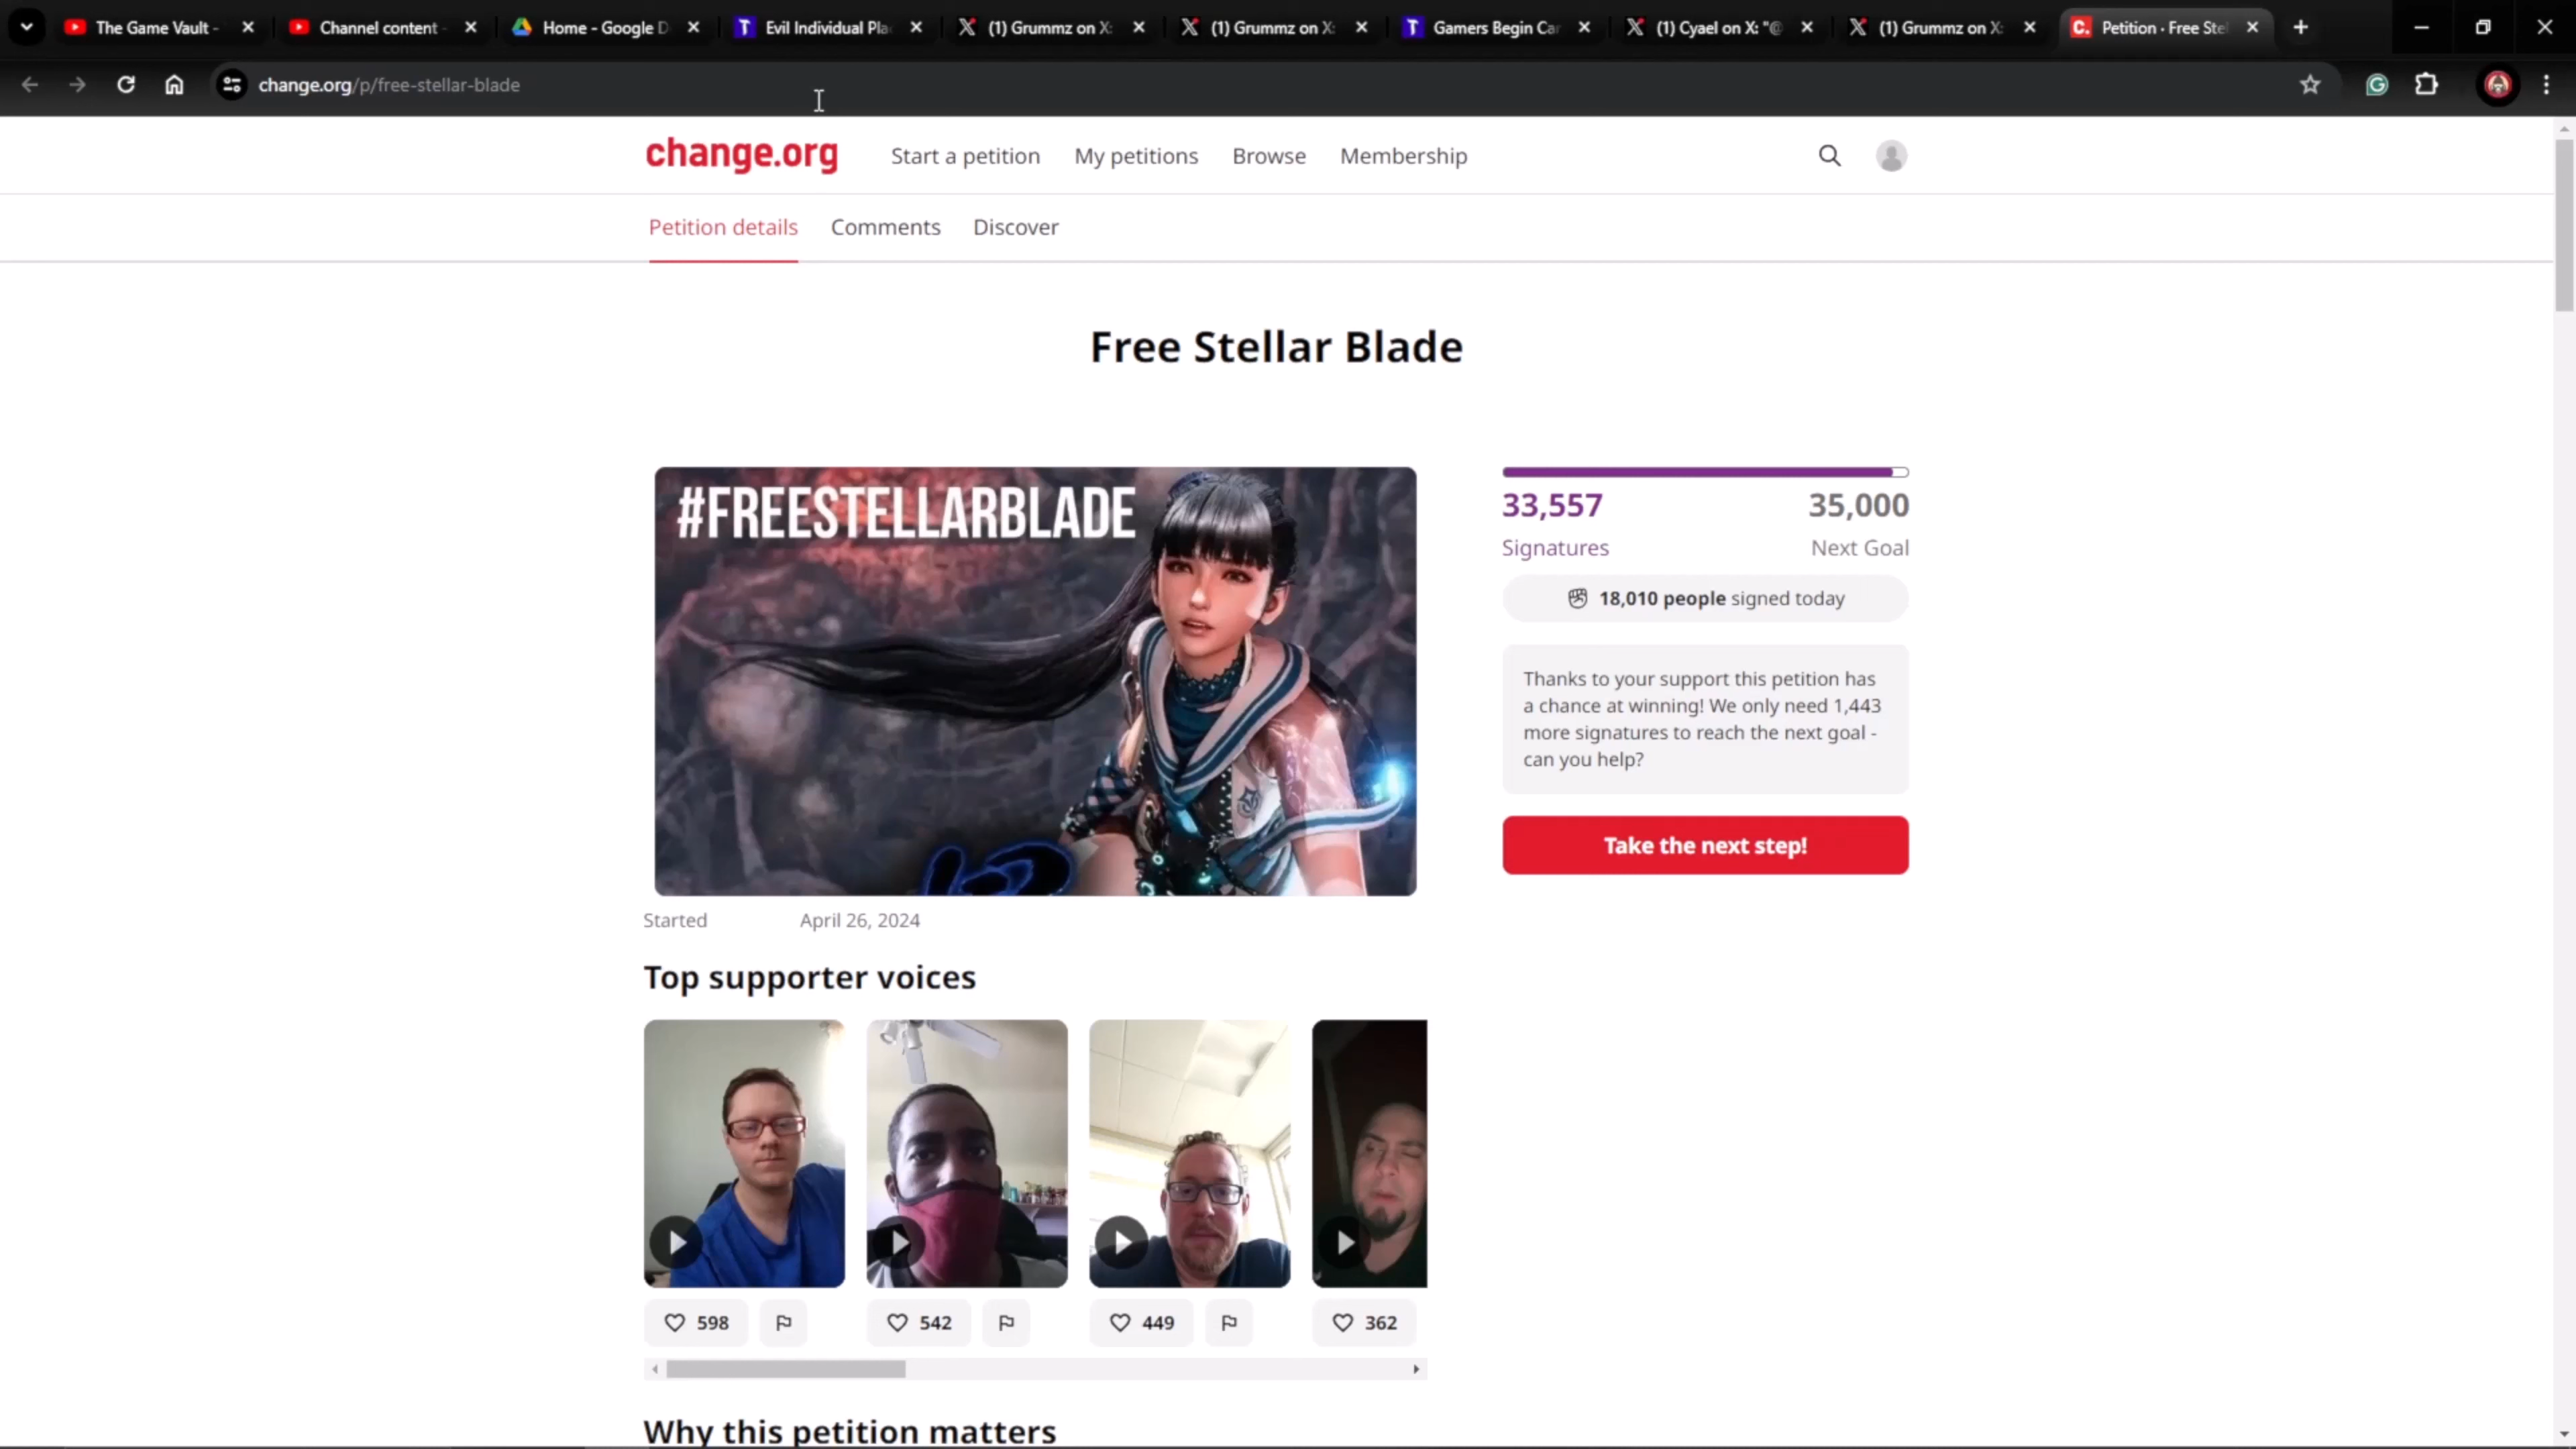 The Game Vault -
Channel content -
Home - Google D
Evil Individual Pla
(1) Grummz on X:
(1) Grummz on X:
Gamers Begin Car
(1) Cyael on X: "@
(1) Grummz on X:
Petition · Free Ste
change.org/p/free-stellar-blade
change.org
Start a petition
My petitions
Browse
Membership
Petition details
Comments
Discover
Free Stellar Blade
#FREESTELLARBLADE
33,557
35,000
Signatures
Next Goal
18,010 people signed today
Thanks to your support this petition has
a chance at winning! We only need 1,443
more signatures to reach the next goal -
can you help?
Take the next step!
Started
April 26, 2024
Top supporter voices
598
542
449
362
Why this petition matters